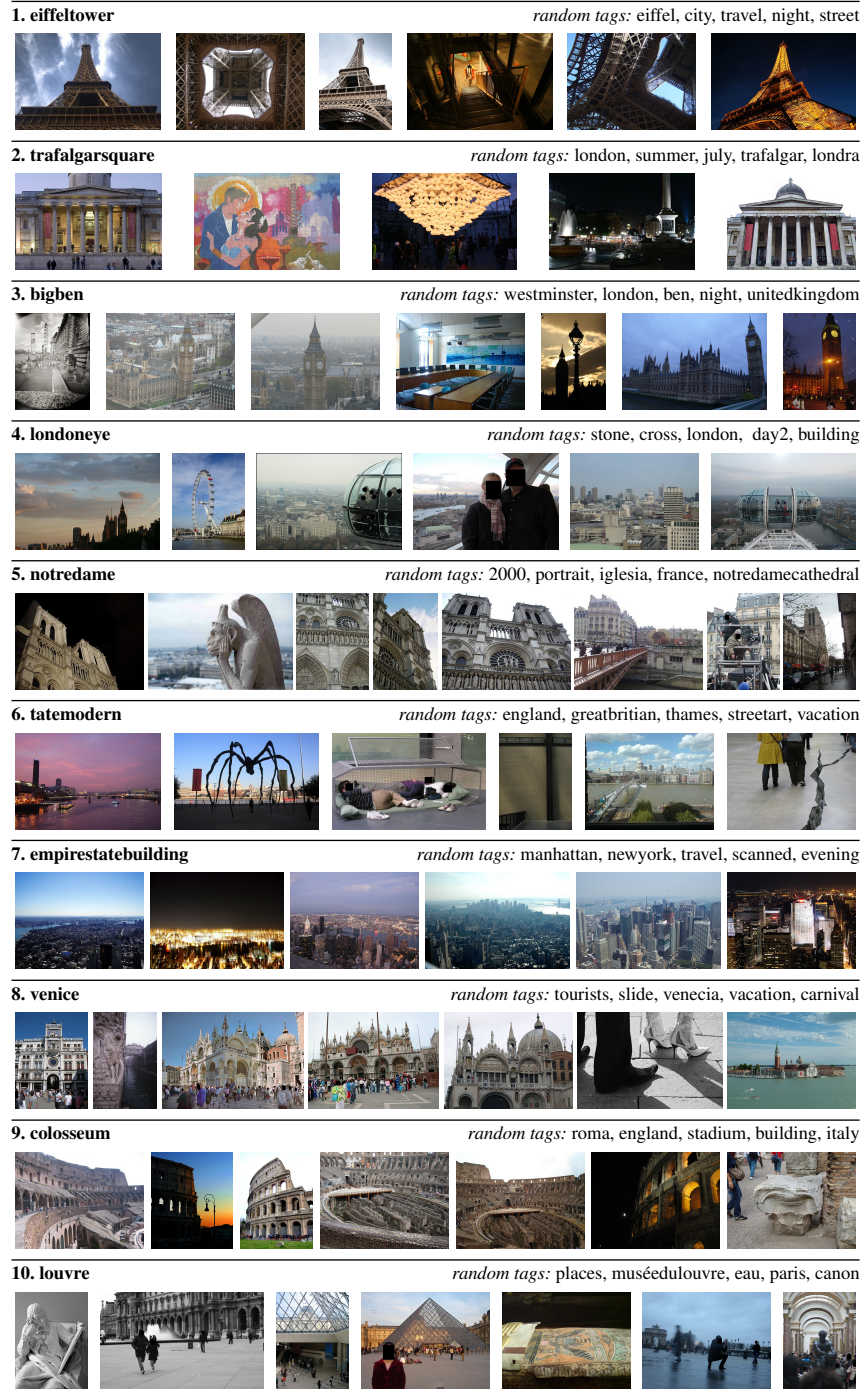 1. eiffeltower random tags: eiffel, city, travel, night, street
2. trafalgarsquare random tags: london, summer, july, trafalgar, londra
3. bigben random tags: westminster, london, ben, night, unitedkingdom
4. londoneye random tags: stone, cross, london, day2, building
5. notredame random tags: 2000, portrait, iglesia, france, notredamecathedral
6. tatemodern random tags: england, greatbritian, thames, streetart, vacation
7. empirestatebuilding random tags: manhattan, newyork, travel, scanned, evening
8. venice random tags: tourists, slide, venecia, vacation, carnival
9. colosseum random tags: roma, england, stadium, building, italy
10. louvre random tags: places, muséedulouvre, eau, paris, canon